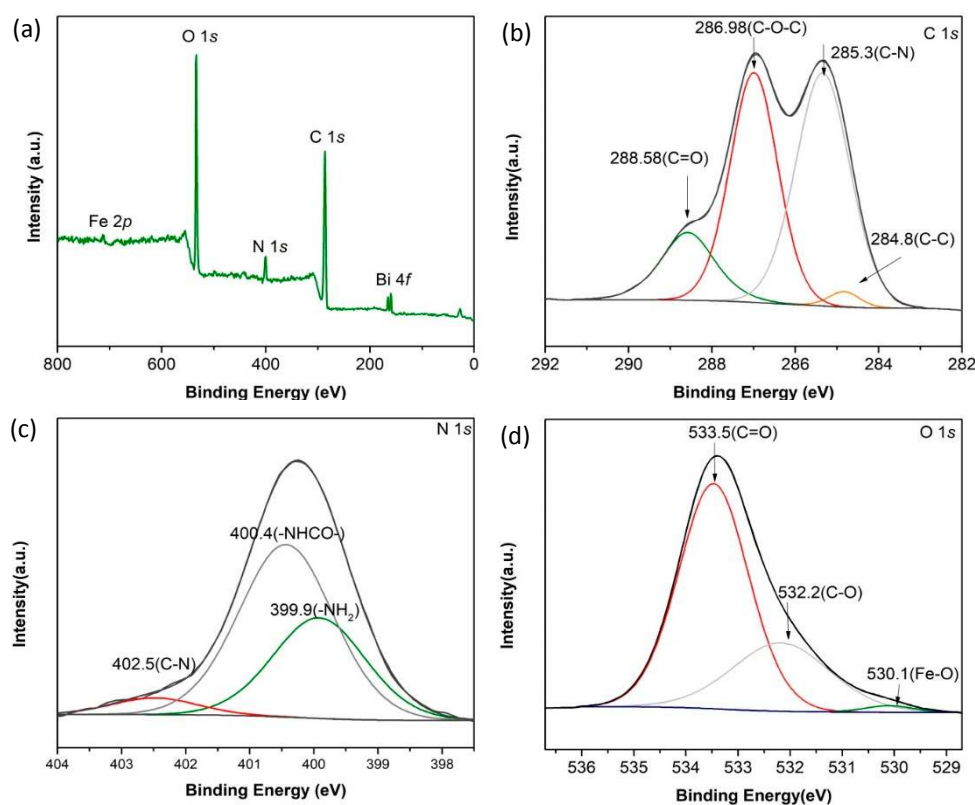 (a)
O 1s
C 1s
Fe 2p
N 1s
Bi 4f
Intensity (a.u.)
800 600 400 200 0
Binding Energy (eV)
(b)
286.98(C-O-C)
C 1s
285.3(C-N)
288.58(C=O)
284.8(C-C)
Intensity(a.u.)
292 290 288 286 284 282
Binding Energy (eV)
(c)
N 1s
400.4(-NHCO-)
399.9(-NH₂)
402.5(C-N)
Intensity(a.u.)
404 403 402 401 400 399 398
Binding Energy (eV)
(d)
533.5(C=O)
O 1s
532.2(C-O)
530.1(Fe-O)
Intensity(a.u.)
536 535 534 533 532 531 530 529
Binding Energy(eV)